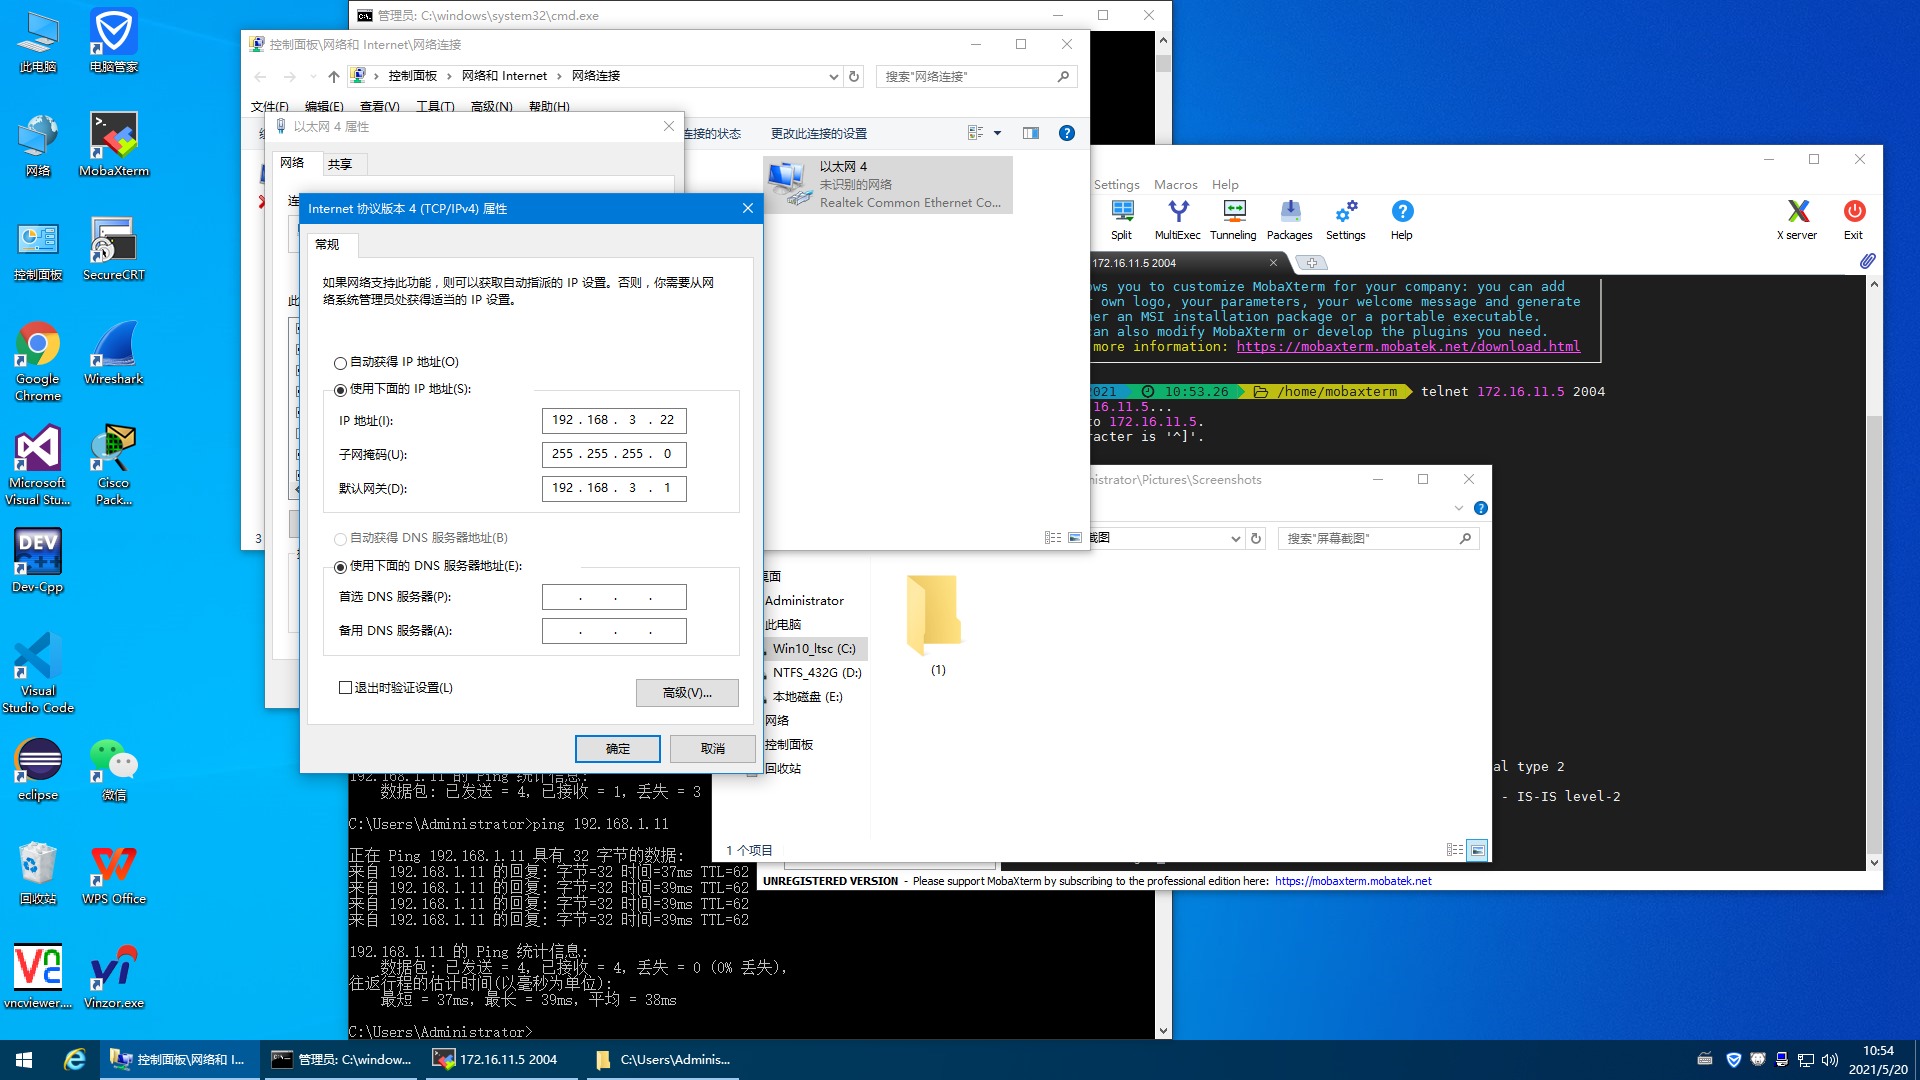 管理员: C:\windows\system32\cmd.exe
控制面板\网络和 Internet\网络连接
控制面板 › 网络和 Internet › 网络连接
搜索"网络连接"
文件(F) 编辑(E) 查看(V) 工具(T) 高级(N) 帮助(H)
连接的状态 更改此连接的设置
以太网 4
未识别的网络
Realtek Common Ethernet Co...
以太网 4 属性
网络 共享
Internet 协议版本 4 (TCP/IPv4) 属性
常规
如果网络支持此功能，则可以获取自动指派的 IP 设置。否则，你需要从网
络系统管理员处获得适当的 IP 设置。
自动获得 IP 地址(O)
使用下面的 IP 地址(S):
IP 地址(I): 192 . 168 . 3 . 22
子网掩码(U): 255 . 255 . 255 . 0
默认网关(D): 192 . 168 . 3 . 1
自动获得 DNS 服务器地址(B)
使用下面的 DNS 服务器地址(E):
首选 DNS 服务器(P): . . .
备用 DNS 服务器(A): . . .
退出时验证设置(L)
高级(V)...
确定 取消
3
此电脑
电脑管家
网络
MobaXterm
控制面板
SecureCRT
Google
Chrome
Wireshark
Microsoft
Visual Stu...
Cisco
Pack...
Dev-Cpp
Visual
Studio Code
eclipse
微信
回收站
WPS Office
vncviewer....
Vinzor.exe
Settings Macros Help
Split MultiExec Tunneling Packages Settings Help
X server Exit
172.16.11.5 2004
ws you to customize MobaXterm for your company: you can add
own logo, your parameters, your welcome message and generate
er an MSI installation package or a portable executable.
can also modify MobaXterm or develop the plugins you need.
more information: https://mobaxterm.mobatek.net/download.html
2021 10:53.26 /home/mobaxterm telnet 172.16.11.5 2004
16.11.5...
o 172.16.11.5.
racter is '^]'.
al type 2
- IS-IS level-2
istrator\Pictures\Screenshots
截图
搜索"屏幕截图"
桌面
Administrator
此电脑
Win10_ltsc (C:)
NTFS_432G (D:)
本地磁盘 (E:)
网络
控制面板
回收站
(1)
1 个项目
UNREGISTERED VERSION - Please support MobaXterm by subscribing to the professional edition here: https://mobaxterm.mobatek.net
192.168.1.11 的 Ping 统计信息:
数据包: 已发送 = 4, 已接收 = 1, 丢失 = 3
C:\Users\Administrator>ping 192.168.1.11
正在 Ping 192.168.1.11 具有 32 字节的数据:
来自 192.168.1.11 的回复: 字节=32 时间=37ms TTL=62
来自 192.168.1.11 的回复: 字节=32 时间=39ms TTL=62
来自 192.168.1.11 的回复: 字节=32 时间=39ms TTL=62
来自 192.168.1.11 的回复: 字节=32 时间=39ms TTL=62
192.168.1.11 的 Ping 统计信息:
数据包: 已发送 = 4, 已接收 = 4, 丢失 = 0 (0% 丢失),
往返行程的估计时间(以毫秒为单位):
最短 = 37ms, 最长 = 39ms, 平均 = 38ms
C:\Users\Administrator>
控制面板\网络和 I...
管理员: C:\window...
172.16.11.5 2004
C:\Users\Adminis...
10:54
2021/5/20